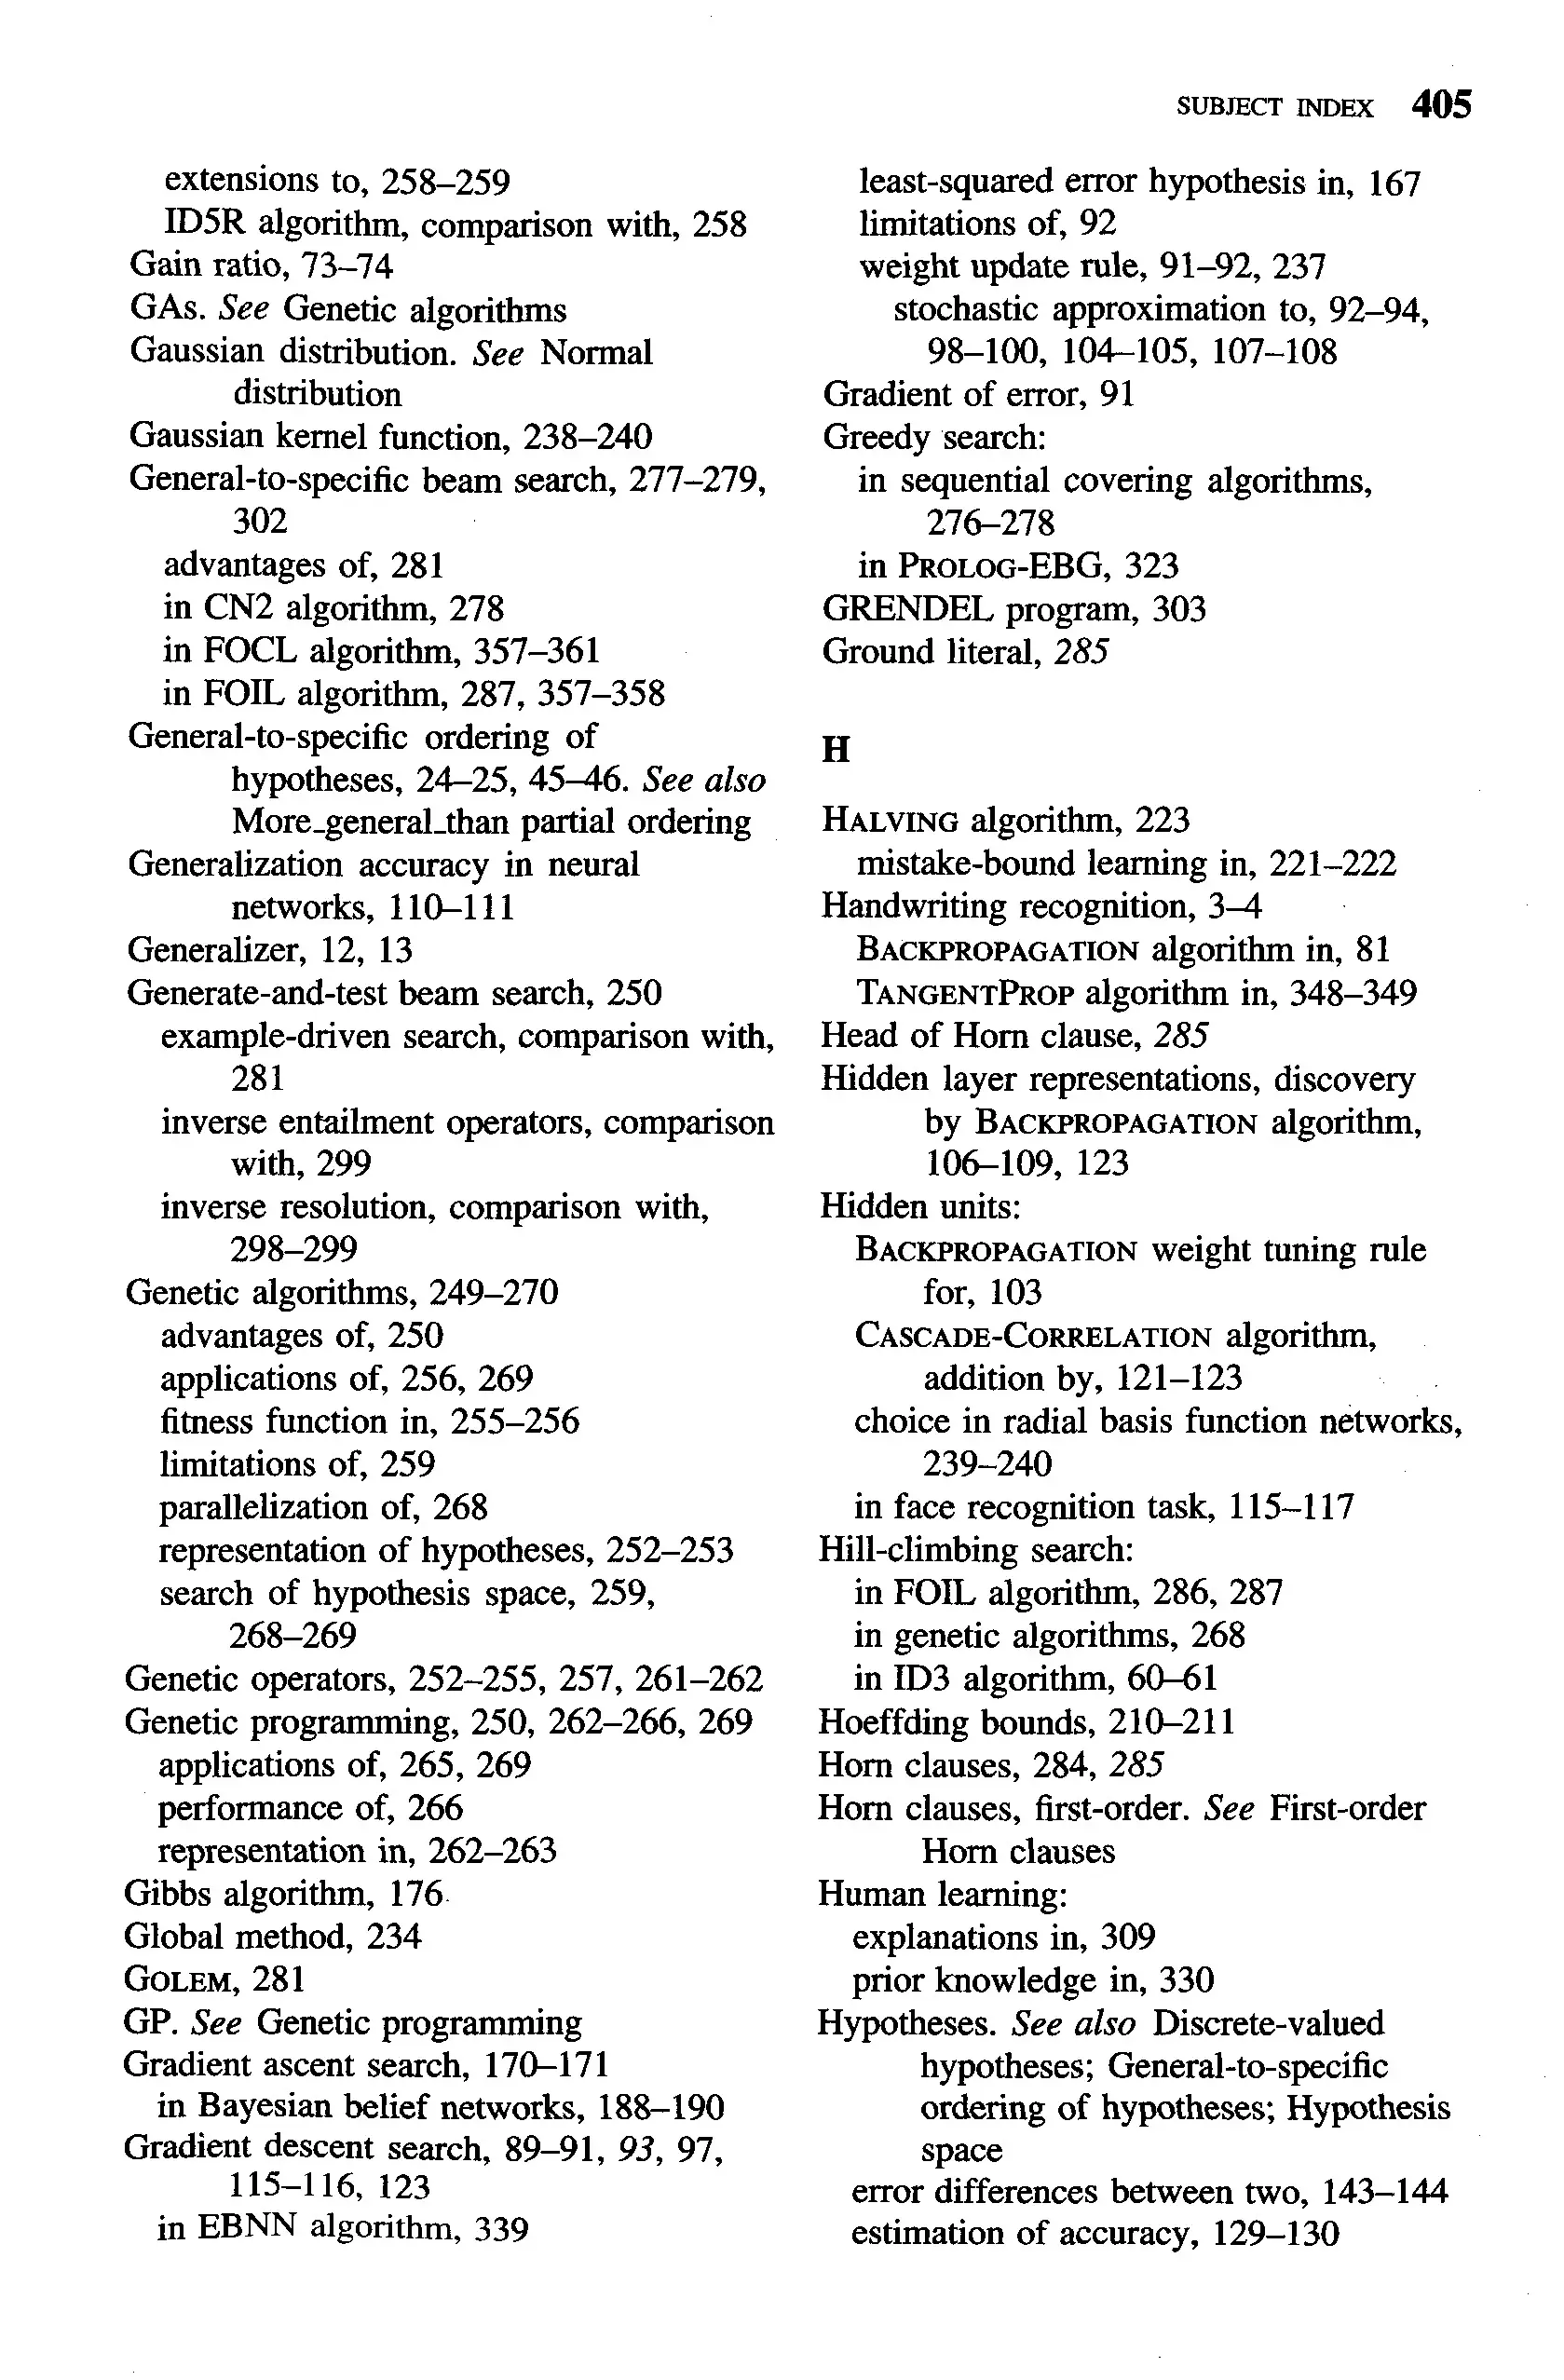 SUBJECT INDEX 405
extensions to, 258–259
ID5R algorithm, comparison with, 258
Gain ratio, 73–74
GAs. See Genetic algorithms
Gaussian distribution. See Normal
distribution
Gaussian kernel function, 238–240
General-to-specific beam search, 277–279,
302
advantages of, 281
in CN2 algorithm, 278
in FOCL algorithm, 357–361
in FOIL algorithm, 287, 357–358
General-to-specific ordering of
hypotheses, 24–25, 45–46. See also
More_general_than partial ordering
Generalization accuracy in neural
networks, 110–111
Generalizer, 12, 13
Generate-and-test beam search, 250
example-driven search, comparison with,
281
inverse entailment operators, comparison
with, 299
inverse resolution, comparison with,
298–299
Genetic algorithms, 249–270
advantages of, 250
applications of, 256, 269
fitness function in, 255–256
limitations of, 259
parallelization of, 268
representation of hypotheses, 252–253
search of hypothesis space, 259,
268–269
Genetic operators, 252–255, 257, 261–262
Genetic programming, 250, 262–266, 269
applications of, 265, 269
performance of, 266
representation in, 262–263
Gibbs algorithm, 176
Global method, 234
GOLEM, 281
GP. See Genetic programming
Gradient ascent search, 170–171
in Bayesian belief networks, 188–190
Gradient descent search, 89–91, 93, 97,
115–116, 123
in EBNN algorithm, 339
least-squared error hypothesis in, 167
limitations of, 92
weight update rule, 91–92, 237
stochastic approximation to, 92–94,
98–100, 104–105, 107–108
Gradient of error, 91
Greedy search:
in sequential covering algorithms,
276–278
in PROLOG-EBG, 323
GRENDEL program, 303
Ground literal, 285
H
HALVING algorithm, 223
mistake-bound learning in, 221–222
Handwriting recognition, 3–4
BACKPROPAGATION algorithm in, 81
TANGENTPROP algorithm in, 348–349
Head of Horn clause, 285
Hidden layer representations, discovery
by BACKPROPAGATION algorithm,
106–109, 123
Hidden units:
BACKPROPAGATION weight tuning rule
for, 103
CASCADE-CORRELATION algorithm,
addition by, 121–123
choice in radial basis function networks,
239–240
in face recognition task, 115–117
Hill-climbing search:
in FOIL algorithm, 286, 287
in genetic algorithms, 268
in ID3 algorithm, 60–61
Hoeffding bounds, 210–211
Horn clauses, 284, 285
Horn clauses, first-order. See First-order
Horn clauses
Human learning:
explanations in, 309
prior knowledge in, 330
Hypotheses. See also Discrete-valued
hypotheses; General-to-specific
ordering of hypotheses; Hypothesis
space
error differences between two, 143–144
estimation of accuracy, 129–130